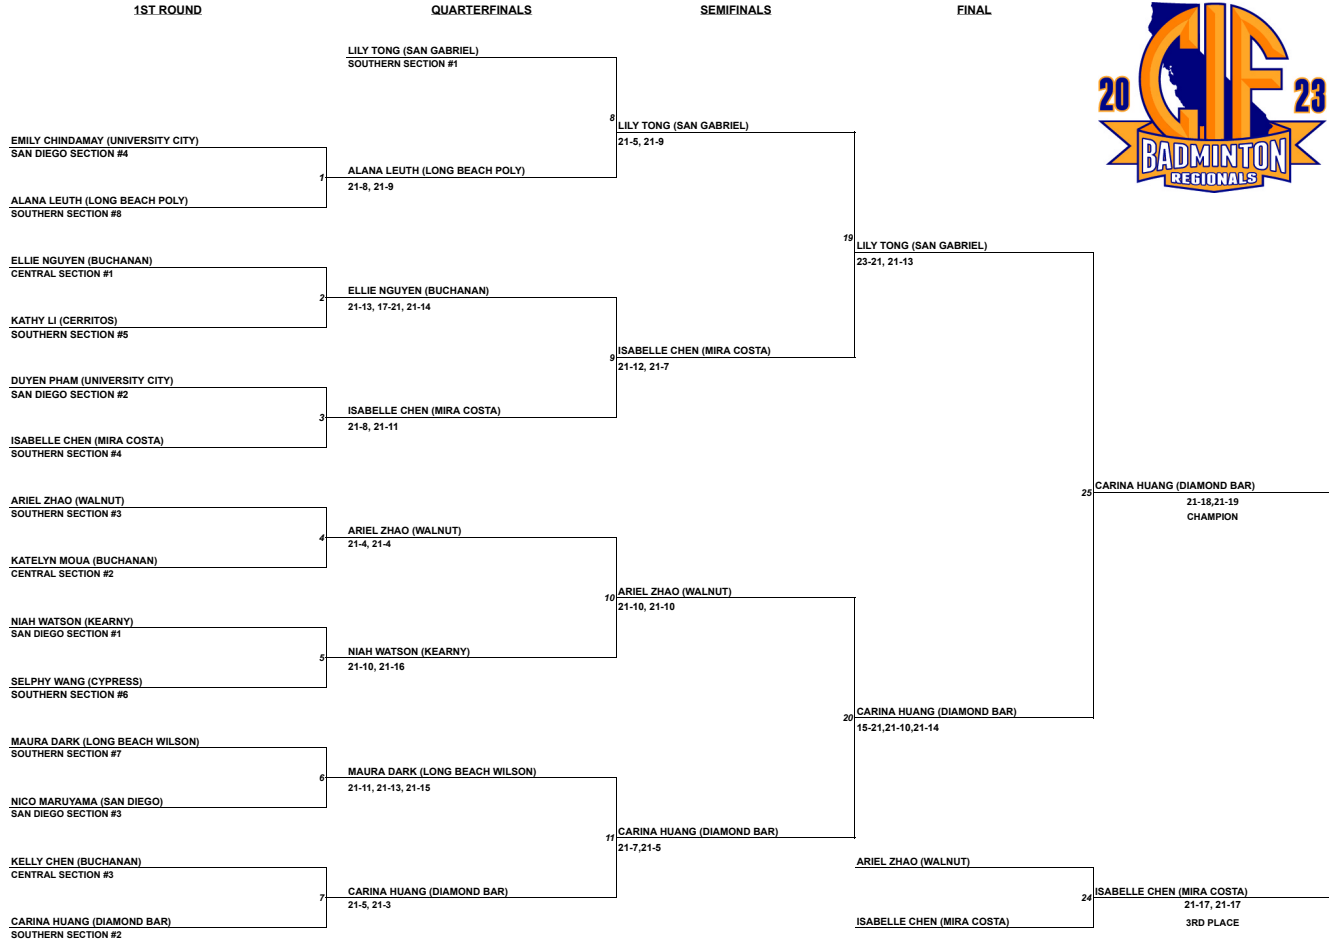 1ST ROUND
QUARTERFINALS
SEMIFINALS
FINAL
20 CIF 23
BADMINTON
REGIONALS
EMILY CHINDAMAY (UNIVERSITY CITY)
SAN DIEGO SECTION #4
1
ALANA LEUTH (LONG BEACH POLY)
SOUTHERN SECTION #8
ELLIE NGUYEN (BUCHANAN)
CENTRAL SECTION #1
2
KATHY LI (CERRITOS)
SOUTHERN SECTION #5
DUYEN PHAM (UNIVERSITY CITY)
SAN DIEGO SECTION #2
3
ISABELLE CHEN (MIRA COSTA)
SOUTHERN SECTION #4
ARIEL ZHAO (WALNUT)
SOUTHERN SECTION #3
4
KATELYN MOUA (BUCHANAN)
CENTRAL SECTION #2
NIAH WATSON (KEARNY)
SAN DIEGO SECTION #1
5
SELPHY WANG (CYPRESS)
SOUTHERN SECTION #6
MAURA DARK (LONG BEACH WILSON)
SOUTHERN SECTION #7
6
NICO MARUYAMA (SAN DIEGO)
SAN DIEGO SECTION #3
KELLY CHEN (BUCHANAN)
CENTRAL SECTION #3
7
CARINA HUANG (DIAMOND BAR)
SOUTHERN SECTION #2
LILY TONG (SAN GABRIEL)
SOUTHERN SECTION #1
8
ALANA LEUTH (LONG BEACH POLY)
21-8, 21-9
ELLIE NGUYEN (BUCHANAN)
21-13, 17-21, 21-14
9
ISABELLE CHEN (MIRA COSTA)
21-8, 21-11
ARIEL ZHAO (WALNUT)
21-4, 21-4
10
NIAH WATSON (KEARNY)
21-10, 21-16
MAURA DARK (LONG BEACH WILSON)
21-11, 21-13, 21-15
11
CARINA HUANG (DIAMOND BAR)
21-5, 21-3
LILY TONG (SAN GABRIEL)
21-5, 21-9
19
ISABELLE CHEN (MIRA COSTA)
21-12, 21-7
ARIEL ZHAO (WALNUT)
21-10, 21-10
20
CARINA HUANG (DIAMOND BAR)
21-7,21-5
LILY TONG (SAN GABRIEL)
23-21, 21-13
25
CARINA HUANG (DIAMOND BAR)
15-21,21-10,21-14
CARINA HUANG (DIAMOND BAR)
21-18,21-19
CHAMPION
ARIEL ZHAO (WALNUT)
24
ISABELLE CHEN (MIRA COSTA)
ISABELLE CHEN (MIRA COSTA)
21-17, 21-17
3RD PLACE